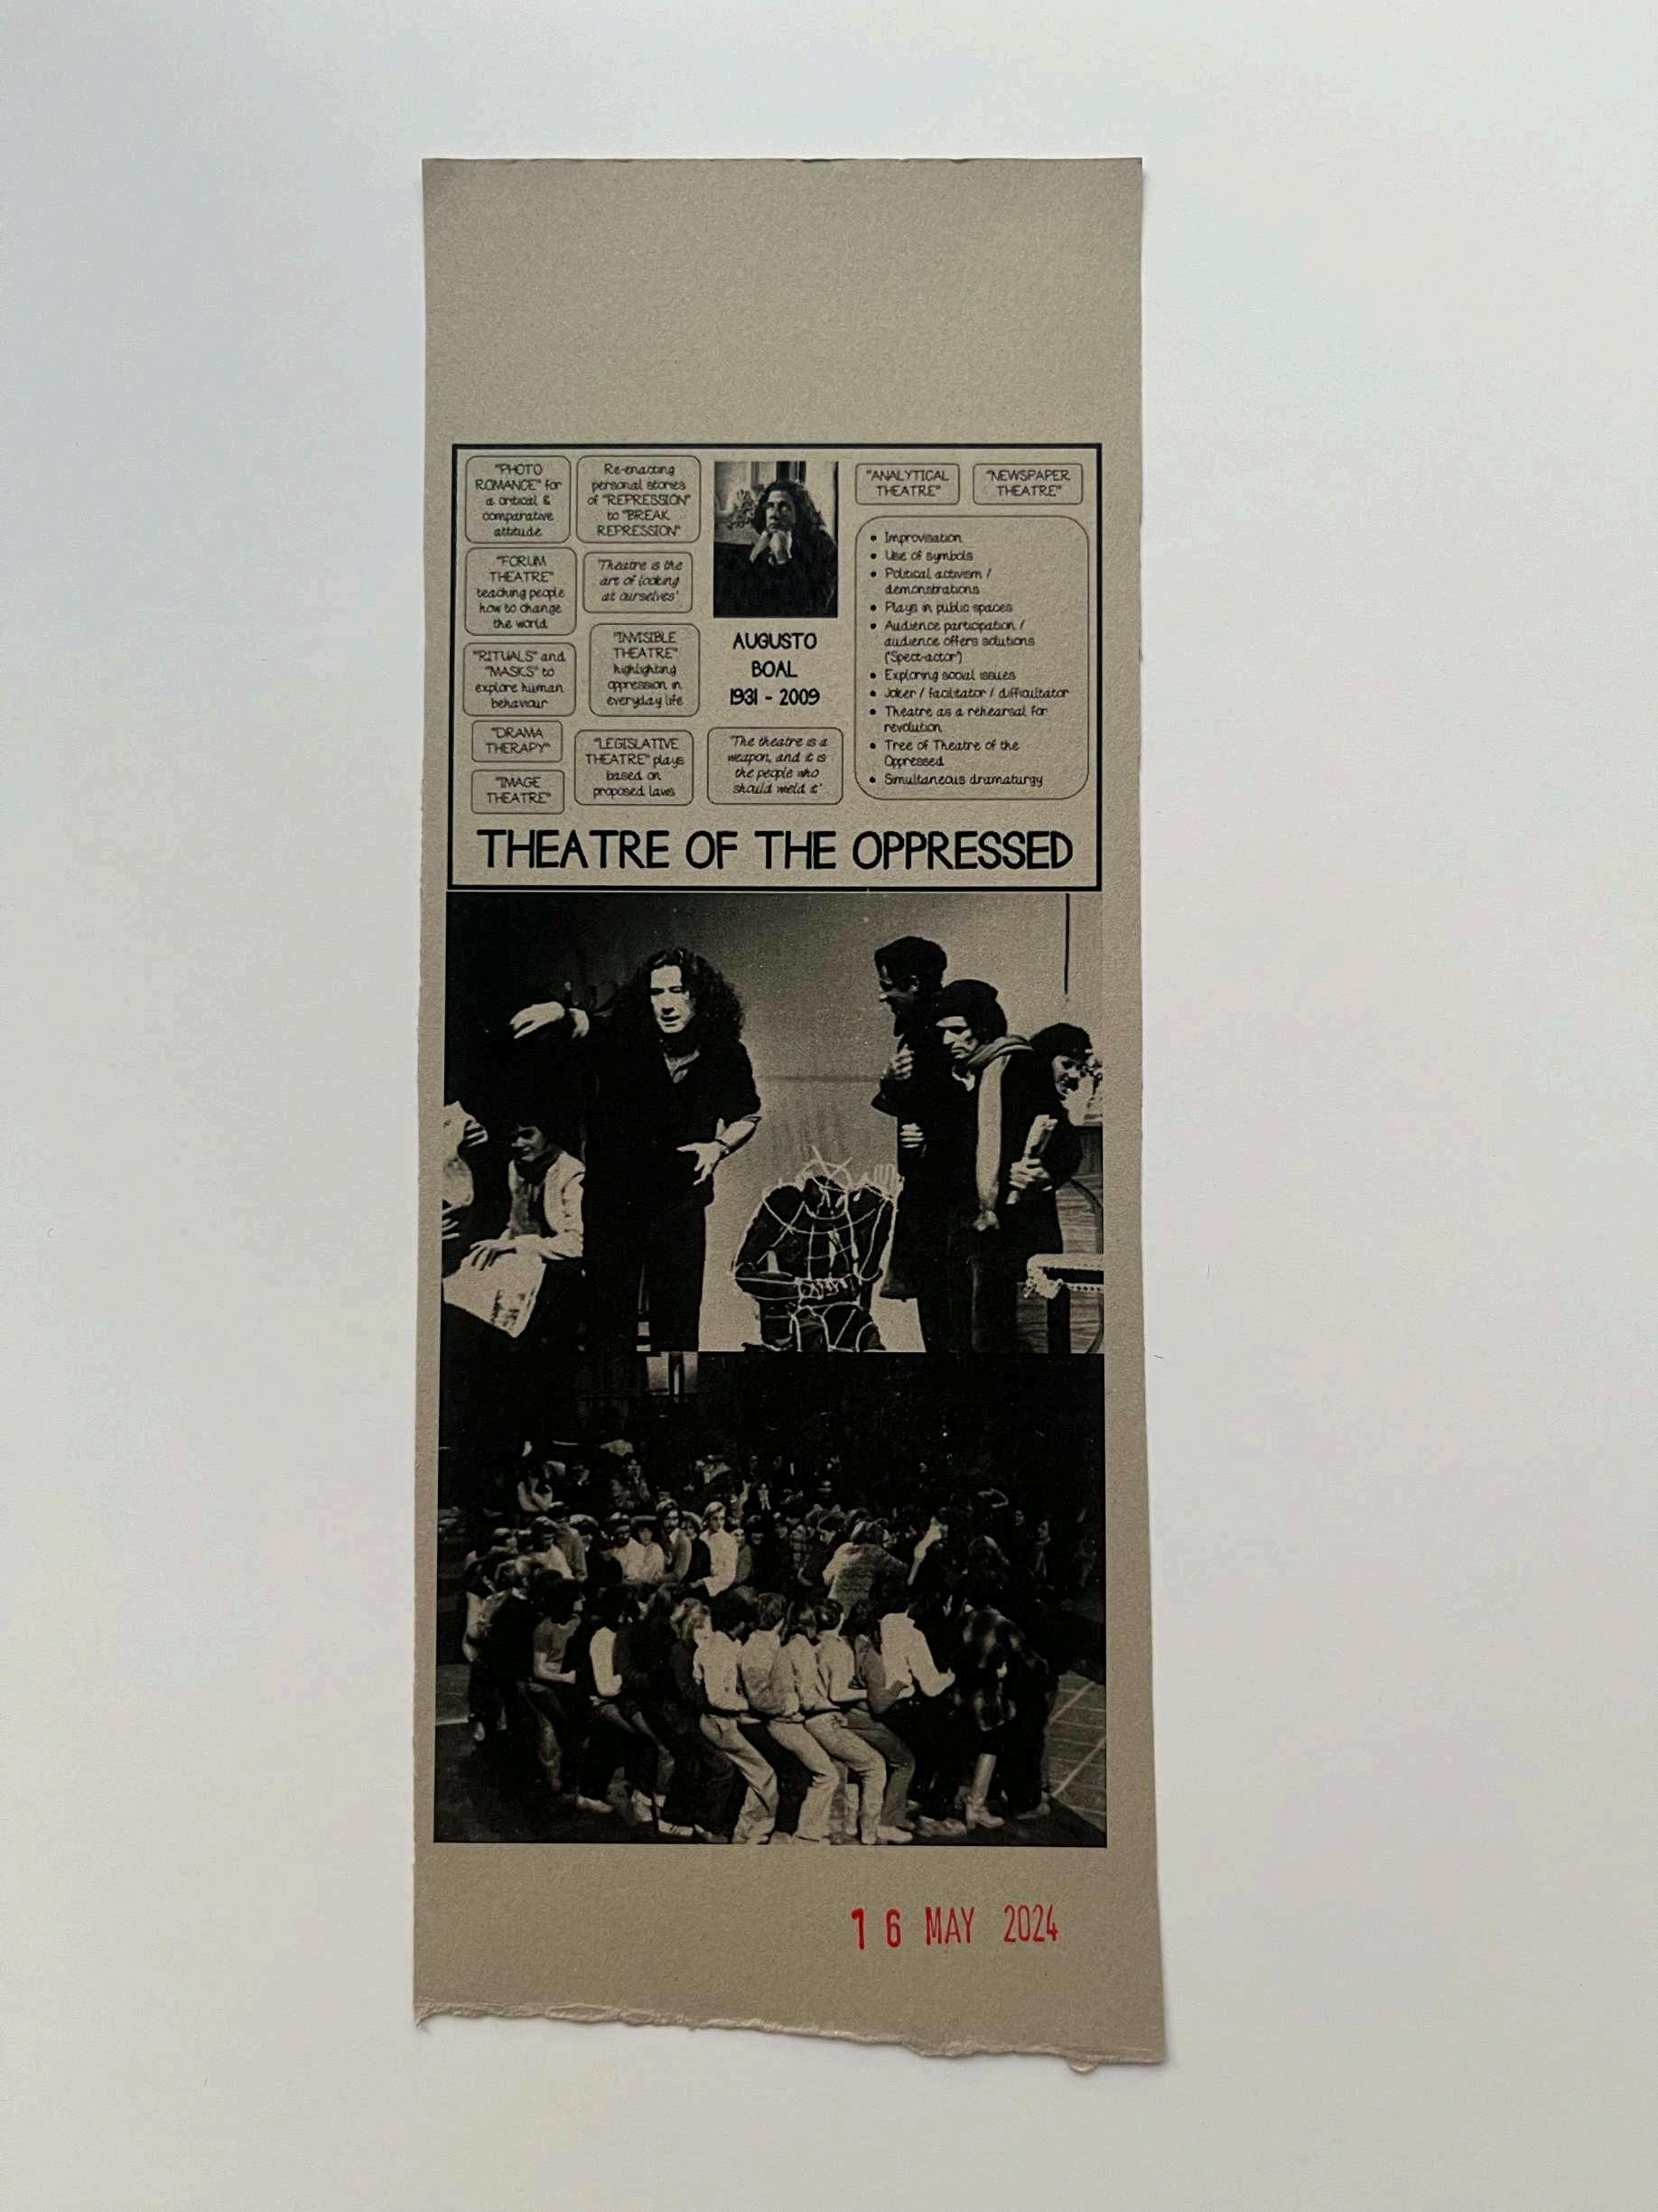 "PHOTO
ROMANCE" for
a critical &
comparative
attitude
Re-enacting
personal stories
of "REPRESSION"
to "BREAK
REPRESSION"
"FORUM
THEATRE"
teaching people
how to change
the world
'Theatre is the
art of looking
at ourselves'
"RITUALS" and
"MASKS" to
explore human
behaviour
"INVISIBLE
THEATRE"
highlighting
oppression in
everyday life
"DRAMA
THERAPY"
"IMAGE
THEATRE"
"LEGISLATIVE
THEATRE" plays
based on
proposed laws
AUGUSTO
BOAL
1931 - 2009
'The theatre is a
weapon, and it is
the people who
should wield it'
"ANALYTICAL
THEATRE"
"NEWSPAPER
THEATRE"
• Improvisation
• Use of symbols
• Political activism /
demonstrations
• Plays in public spaces
• Audience participation /
audience offers solutions
('Spect-actor')
• Exploring social issues
• Joker / facilitator / difficultator
• Theatre as a rehearsal for
revolution
• Tree of Theatre of the
Oppressed
• Simultaneous dramaturgy
THEATRE OF THE OPPRESSED
16 MAY 2024